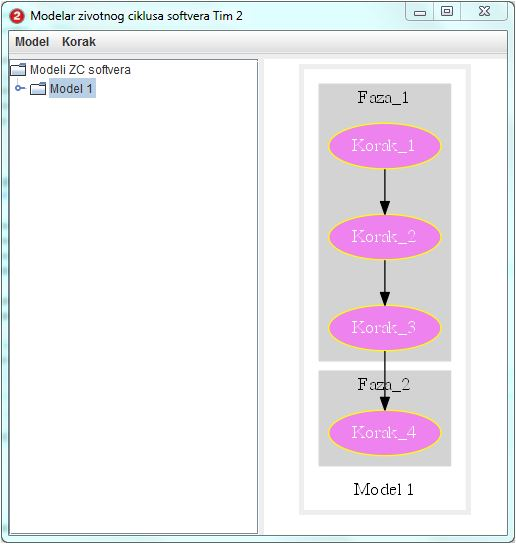 2 Modelar zivotnog ciklusa softvera Tim 2
Model Korak
Modeli ZC softvera
Model 1
Faza_1
Korak_1
Korak_2
Korak_3
Faza_2
Korak_4
Model 1